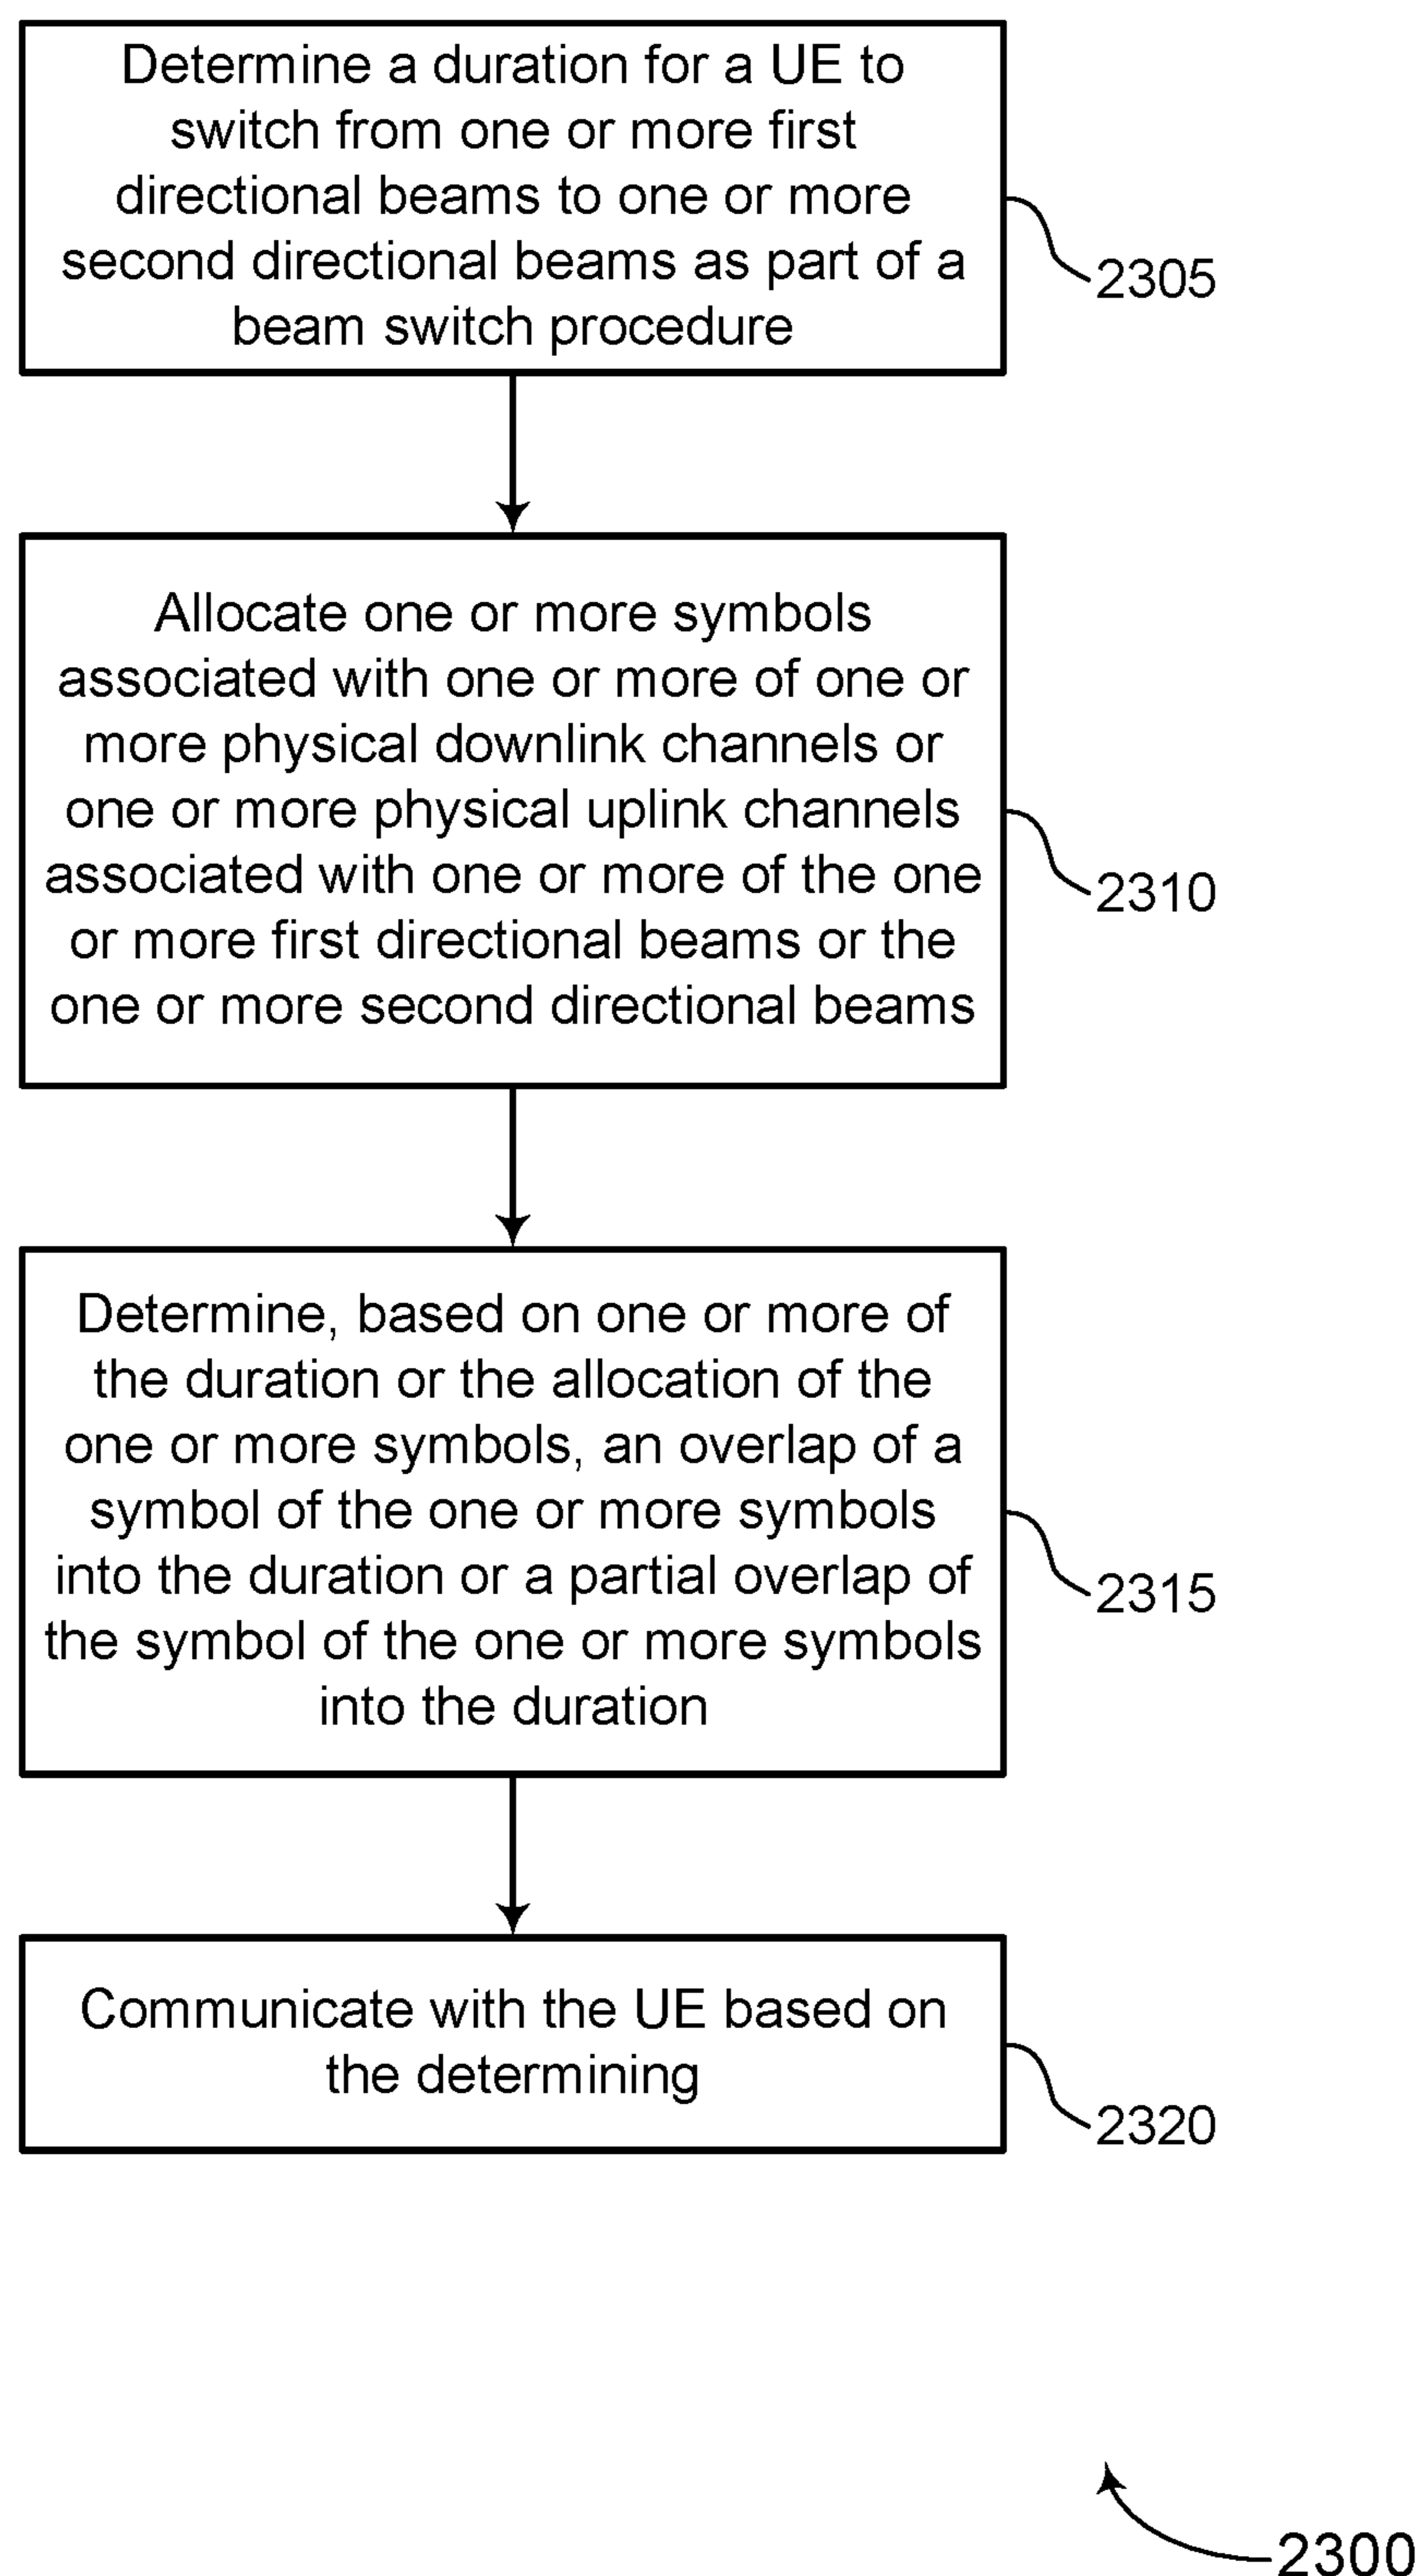 Determine a duration for a UE to
switch from one or more first
directional beams to one or more
second directional beams as part of a
beam switch procedure
2305
Allocate one or more symbols
associated with one or more of one or
more physical downlink channels or
one or more physical uplink channels
associated with one or more of the one
or more first directional beams or the
one or more second directional beams
2310
Determine, based on one or more of
the duration or the allocation of the
one or more symbols, an overlap of a
symbol of the one or more symbols
into the duration or a partial overlap of
the symbol of the one or more symbols
into the duration
2315
Communicate with the UE based on
the determining
2320
2300